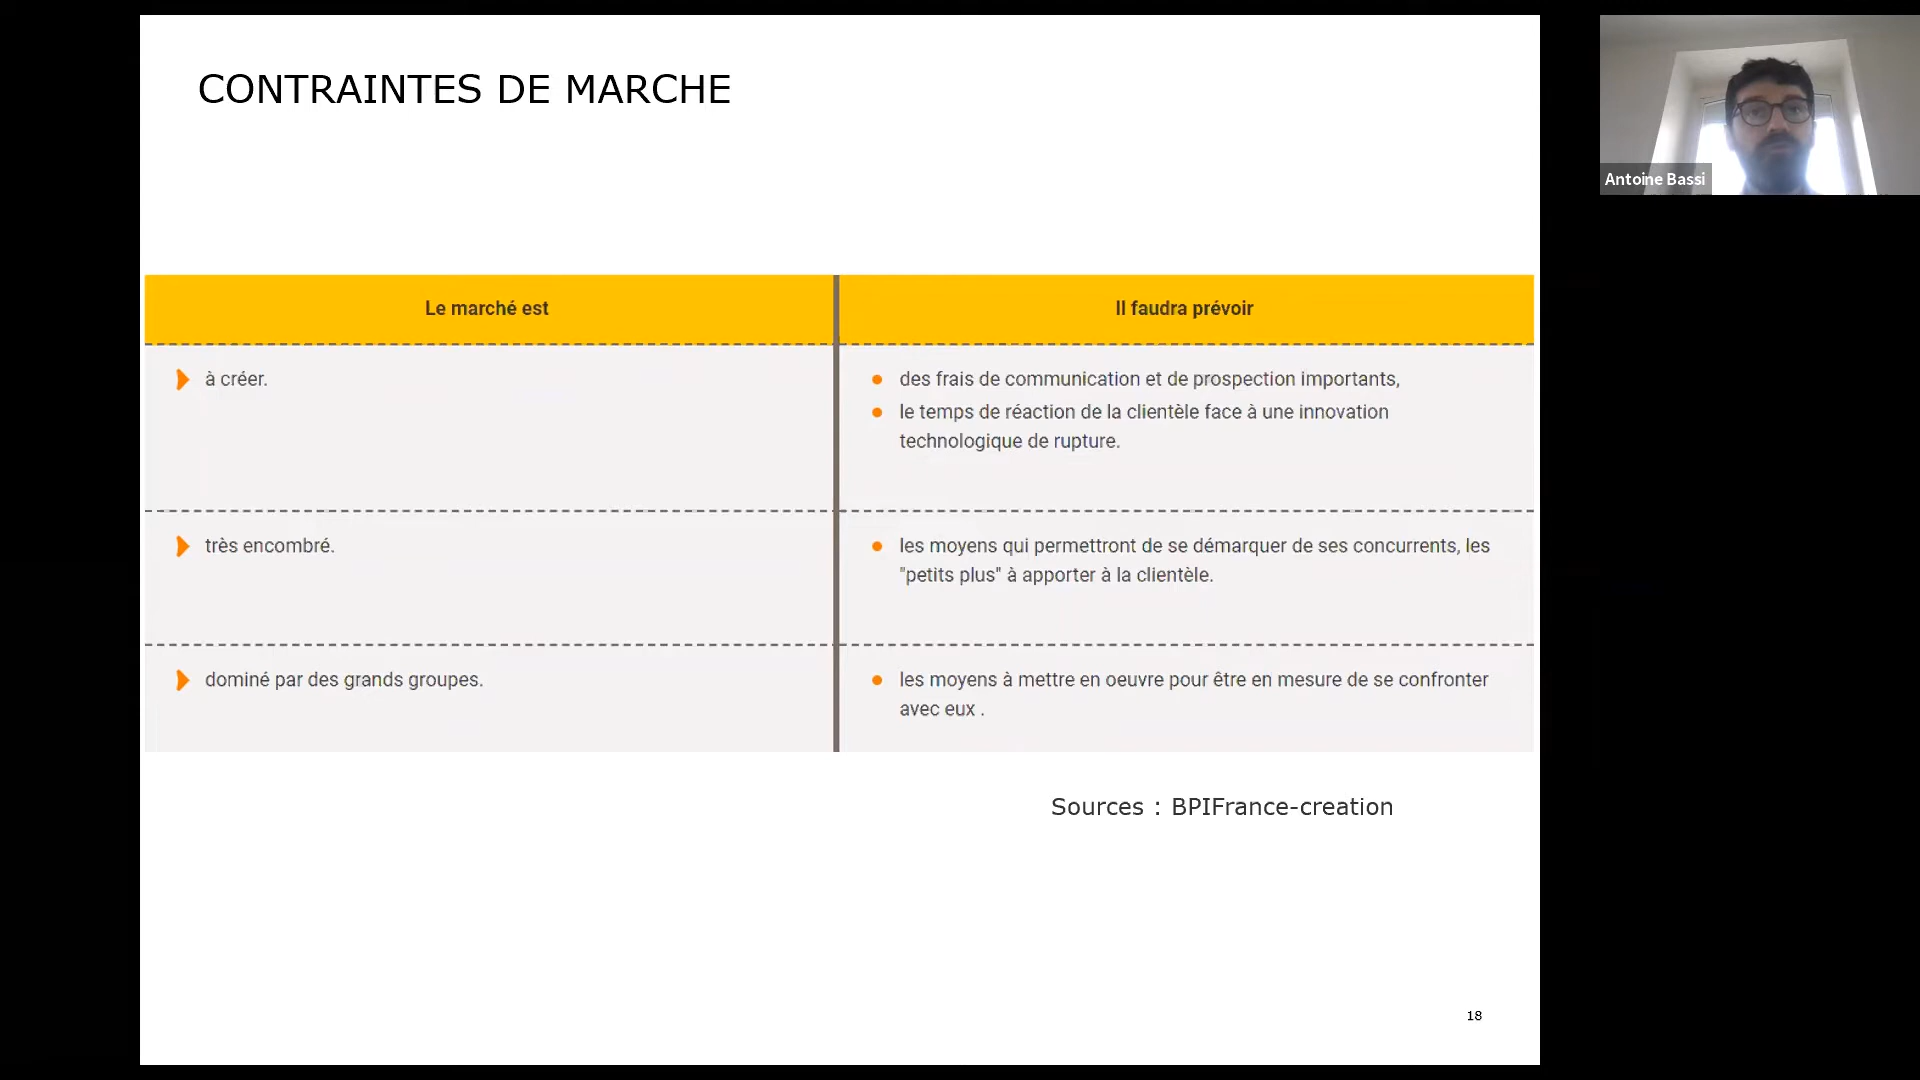 CONTRAINTES DE MARCHE
Antoine Bassi
Le marché est
Il faudra prévoir
à créer.
des frais de communication et de prospection importants,
le temps de réaction de la clientèle face à une innovation
technologique de rupture.
très encombré.
les moyens qui permettront de se démarquer de ses concurrents, les
"petits plus" à apporter à la clientèle.
dominé par des grands groupes.
les moyens à mettre en oeuvre pour être en mesure de se confronter
avec eux .
Sources : BPIFrance-creation
18